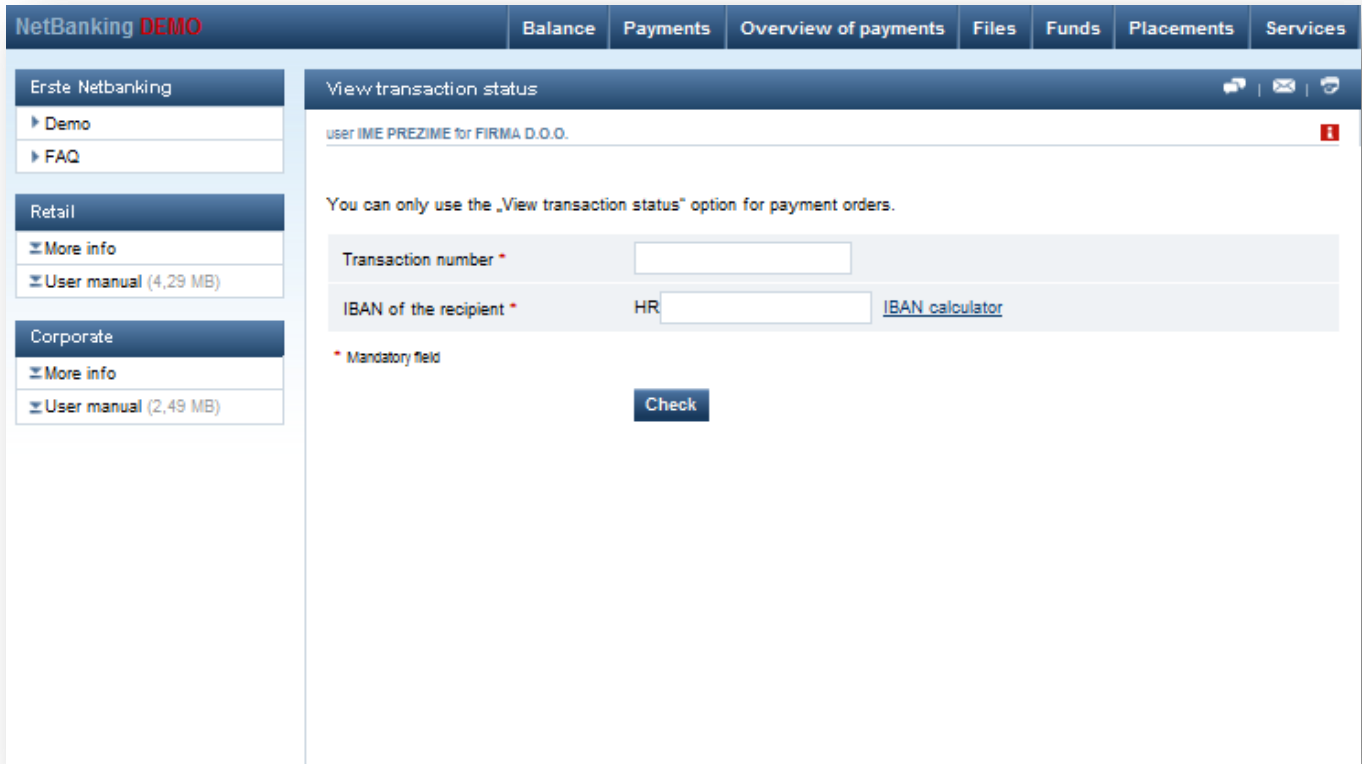 NetBanking DEMO
Balance Payments Overview of payments Files Funds Placements Services
Erste Netbanking
Demo
FAQ
Retail
More info
User manual (4,29 MB)
Corporate
More info
User manual (2,49 MB)
View transaction status
user IME PREZIME for FIRMA D.O.O.
You can only use the „View transaction status“ option for payment orders.
Transaction number *
IBAN of the recipient * HR IBAN calculator
* Mandatory field
Check